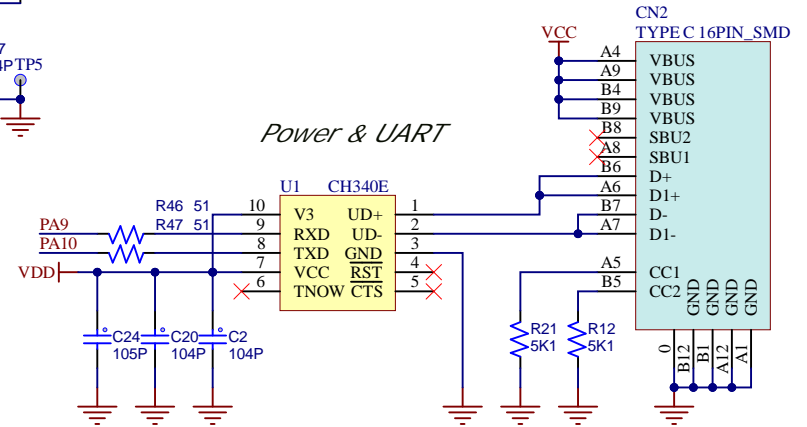 CN2
TYPE C 16PIN_SMD
VCC
7
4P TP5
A4 VBUS
A9 VBUS
B4 VBUS
B9 VBUS
B8 SBU2
A8 SBU1
B6 D+
A6 D1+
B7 D-
A7 D1-
A5 CC1
B5 CC2
GND GND GND GND
0 B12 B1 A12 A1
Power & UART
U1 CH340E
R46 51
R47 51
PA9
PA10
VDD
10 V3 UD+ 1
9 RXD UD- 2
8 TXD GND 3
7 VCC RST 4
6 TNOW CTS 5
C24
105P
C20
104P
C2
104P
R21
5K1
R12
5K1